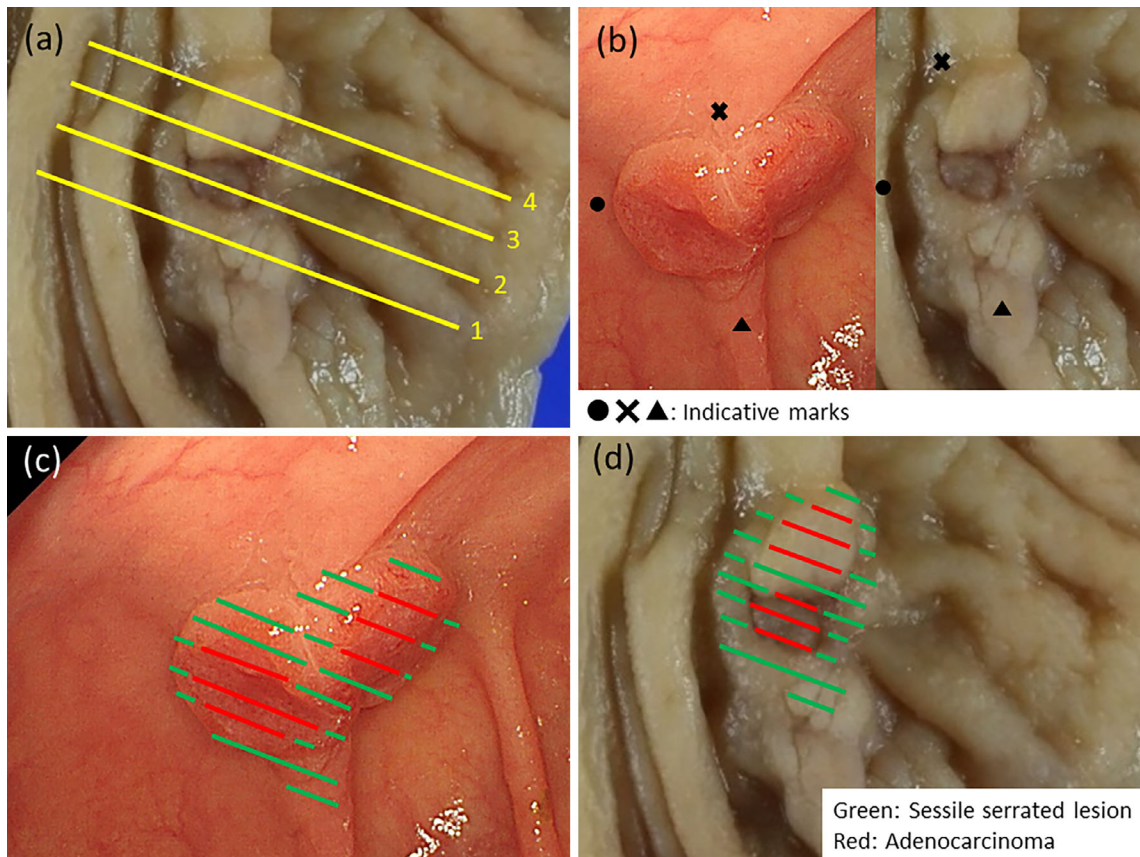 (a)
4
3
2
1
(b)
●✕▲: Indicative marks
(c)
(d)
Green: Sessile serrated lesion
Red: Adenocarcinoma